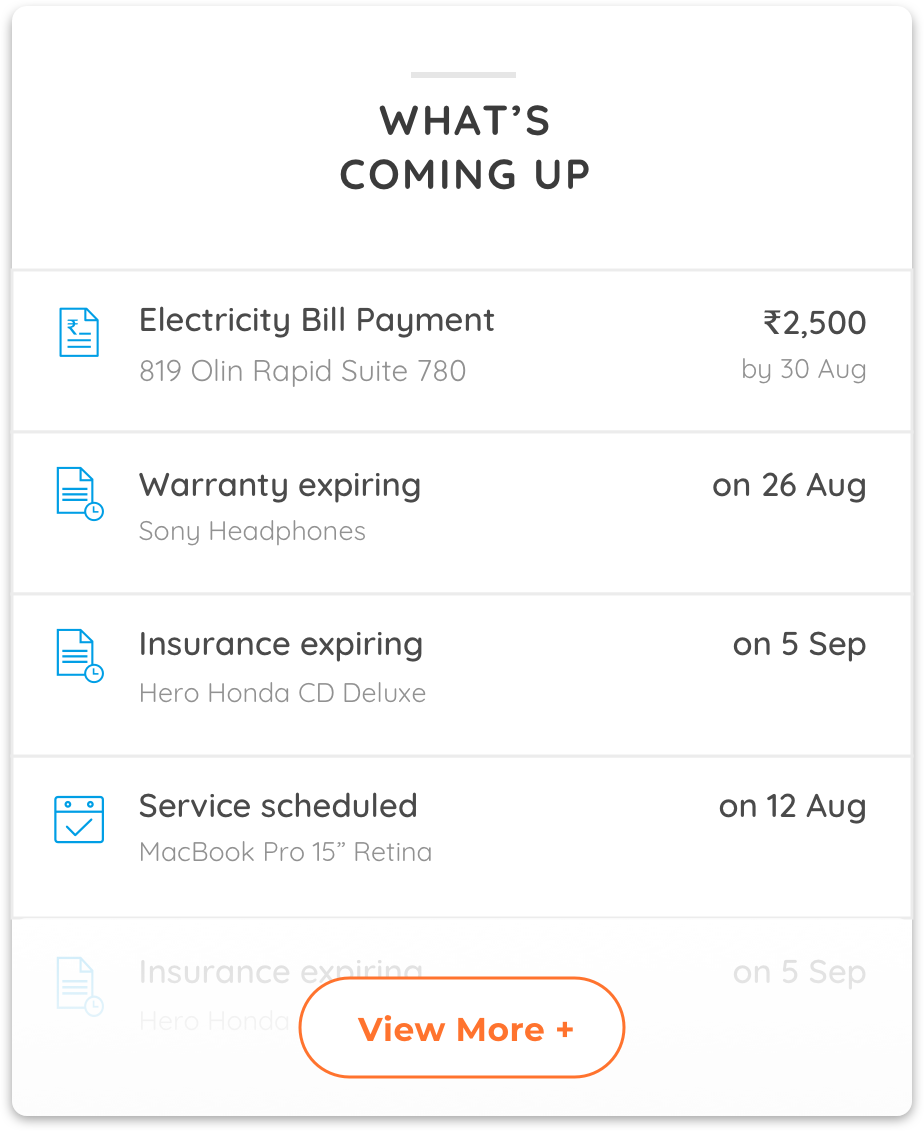 WHAT’S
COMING UP
Electricity Bill Payment
₹2,500
819 Olin Rapid Suite 780
by 30 Aug
Warranty expiring
on 26 Aug
Sony Headphones
Insurance expiring
on 5 Sep
Hero Honda CD Deluxe
Service scheduled
on 12 Aug
MacBook Pro 15” Retina
Insurance expiring
on 5 Sep
Hero Honda
View More +